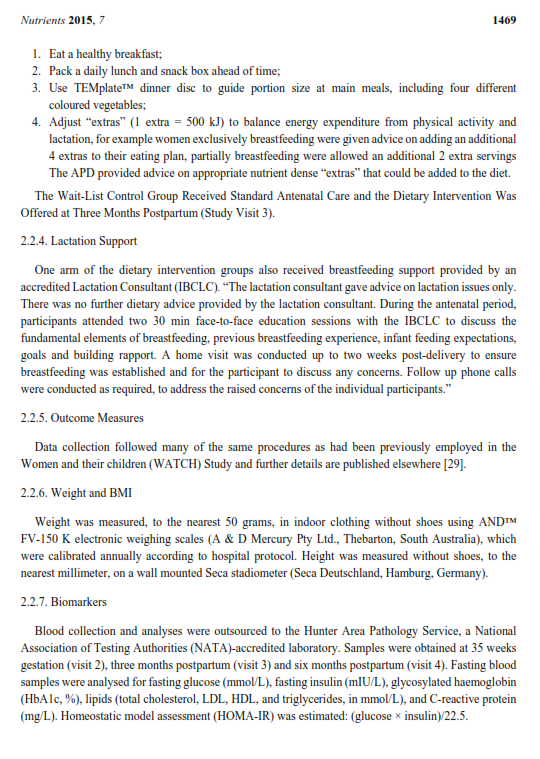 Nutrients 2015, 7
1469
1. Eat a healthy breakfast;
2. Pack a daily lunch and snack box ahead of time;
3. Use TEMplate™ dinner disc to guide portion size at main meals, including four different
coloured vegetables;
4. Adjust “extras” (1 extra = 500 kJ) to balance energy expenditure from physical activity and
lactation, for example women exclusively breastfeeding were given advice on adding an additional
4 extras to their eating plan, partially breastfeeding were allowed an additional 2 extra servings
The APD provided advice on appropriate nutrient dense “extras” that could be added to the diet.
The Wait-List Control Group Received Standard Antenatal Care and the Dietary Intervention Was
Offered at Three Months Postpartum (Study Visit 3).
2.2.4. Lactation Support
One arm of the dietary intervention groups also received breastfeeding support provided by an
accredited Lactation Consultant (IBCLC). “The lactation consultant gave advice on lactation issues only.
There was no further dietary advice provided by the lactation consultant. During the antenatal period,
participants attended two 30 min face-to-face education sessions with the IBCLC to discuss the
fundamental elements of breastfeeding, previous breastfeeding experience, infant feeding expectations,
goals and building rapport. A home visit was conducted up to two weeks post-delivery to ensure
breastfeeding was established and for the participant to discuss any concerns. Follow up phone calls
were conducted as required, to address the raised concerns of the individual participants.”
2.2.5. Outcome Measures
Data collection followed many of the same procedures as had been previously employed in the
Women and their children (WATCH) Study and further details are published elsewhere [29].
2.2.6. Weight and BMI
Weight was measured, to the nearest 50 grams, in indoor clothing without shoes using AND™
FV-150 K electronic weighing scales (A & D Mercury Pty Ltd., Thebarton, South Australia), which
were calibrated annually according to hospital protocol. Height was measured without shoes, to the
nearest millimeter, on a wall mounted Seca stadiometer (Seca Deutschland, Hamburg, Germany).
2.2.7. Biomarkers
Blood collection and analyses were outsourced to the Hunter Area Pathology Service, a National
Association of Testing Authorities (NATA)-accredited laboratory. Samples were obtained at 35 weeks
gestation (visit 2), three months postpartum (visit 3) and six months postpartum (visit 4). Fasting blood
samples were analysed for fasting glucose (mmol/L), fasting insulin (mIU/L), glycosylated haemoglobin
(HbA1c, %), lipids (total cholesterol, LDL, HDL, and triglycerides, in mmol/L), and C-reactive protein
(mg/L). Homeostatic model assessment (HOMA-IR) was estimated: (glucose × insulin)/22.5.